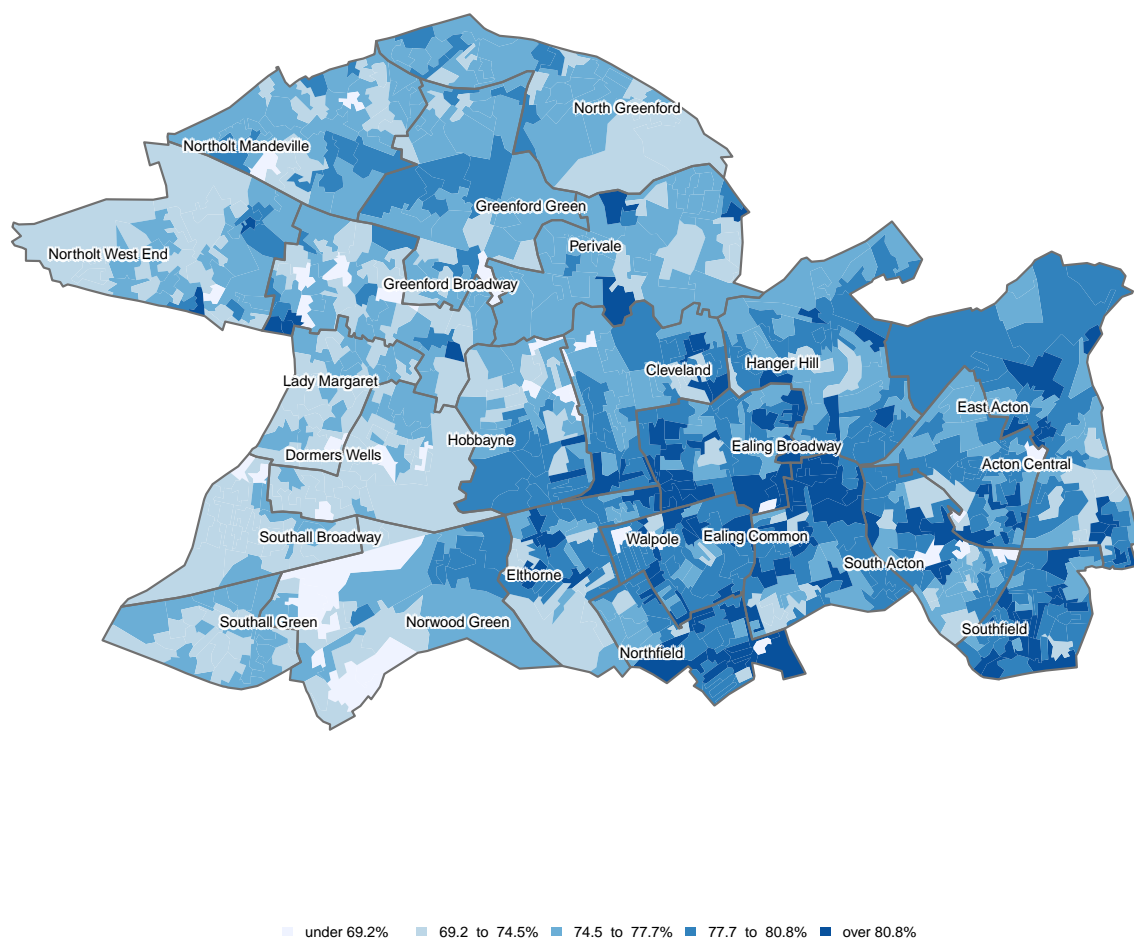 North Greenford
Northolt Mandeville
Greenford Green
Perivale
Northolt West End
Greenford Broadway
Cleveland
Hanger Hill
Lady Margaret
East Acton
Hobbayne
Ealing Broadway
Dormers Wells
Acton Central
Southall Broadway
Walpole
Ealing Common
South Acton
Elthorne
Southall Green
Norwood Green
Southfield
Northfield
under 69.2% 69.2 to 74.5% 74.5 to 77.7% 77.7 to 80.8% over 80.8%